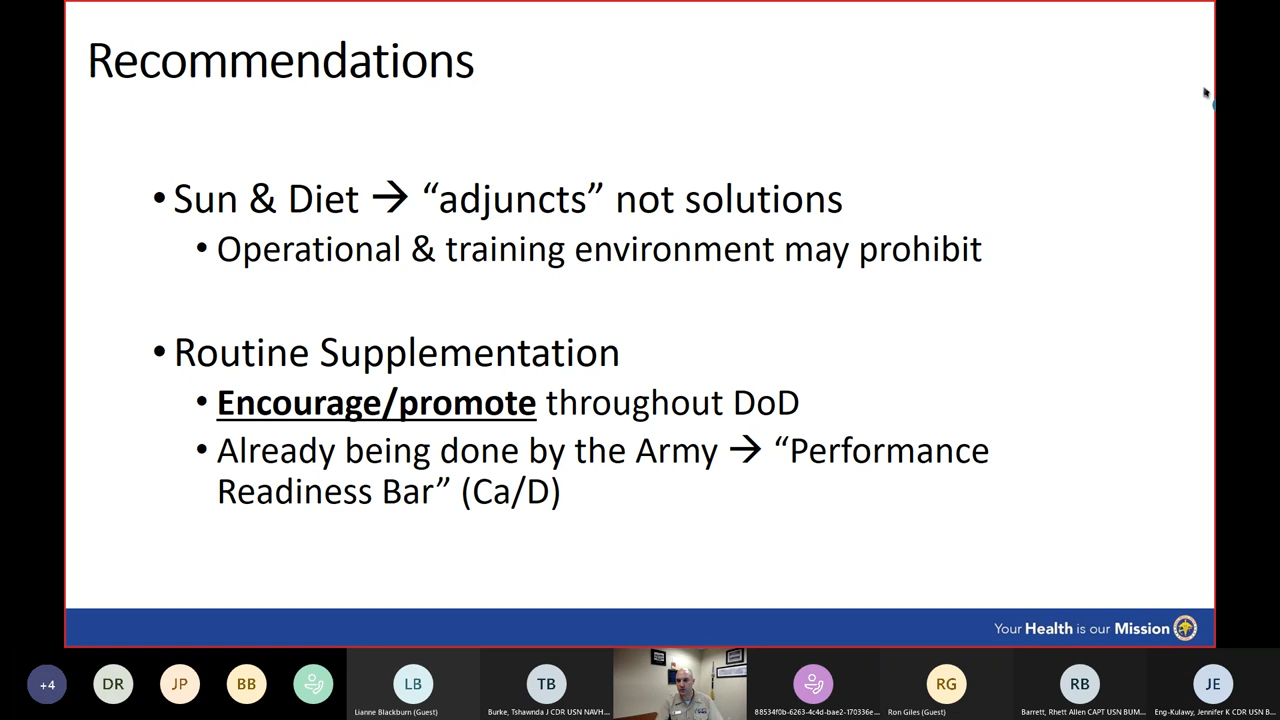 Recommendations
• Sun & Diet → “adjuncts” not solutions
• Operational & training environment may prohibit
• Routine Supplementation
• Encourage/promote throughout DoD
• Already being done by the Army → “Performance
Readiness Bar” (Ca/D)
Your Health is our Mission
+4
DR
JP
BB
LB
Lianne Blackburn (Guest)
TB
Burke, Tshawnda J CDR USN NAVH...
88534f0b-6263-4c4d-bae2-170336e...
RG
Ron Giles (Guest)
RB
Barrett, Rhett Allen CAPT USN BUM...
JE
Eng-Kulawy, Jennifer K CDR USN B...